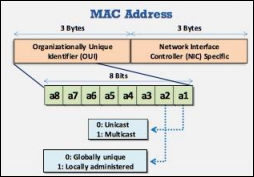 MAC Address
3 Bytes
3 Bytes
Organizationally Unique
Identifier (OUI)
Network Interface
Controller (NIC) Specific
8 Bits
a8 a7 a6 a5 a4 a3 a2 a1
0: Unicast
1: Multicast
0: Globally unique
1: Locally administered